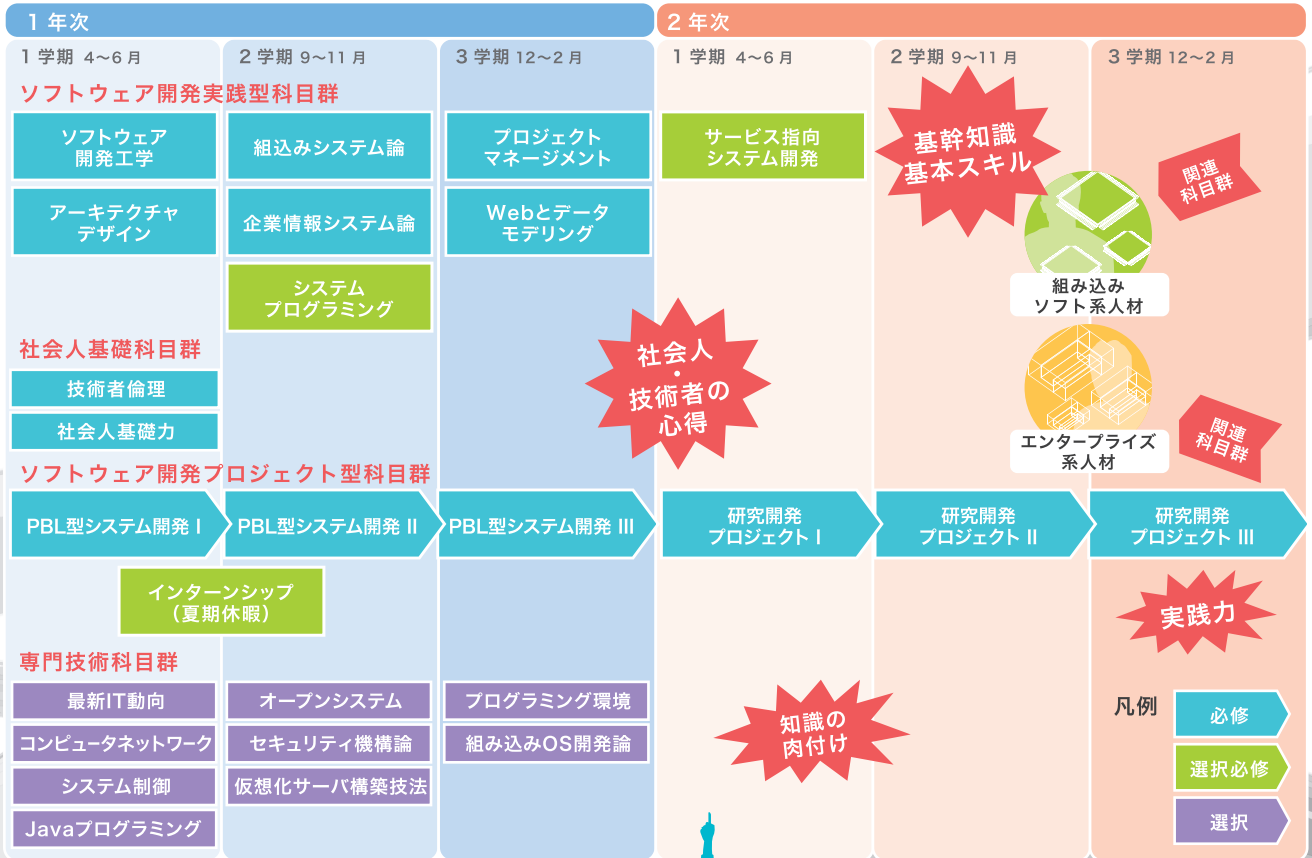 1 年次
2 年次
1 学期 4〜6 月
2 学期 9〜11 月
3 学期 12〜2 月
1 学期 4〜6 月
2 学期 9〜11 月
3 学期 12〜2 月
ソフトウェア開発実践型科目群
ソフトウェア
開発工学
組込みシステム論
プロジェクト
マネージメント
サービス指向
システム開発
アーキテクチャ
デザイン
企業情報システム論
Webとデータ
モデリング
システム
プログラミング
基幹知識
基本スキル
関連
科目群
組み込み
ソフト系人材
社会人基礎科目群
技術者倫理
社会人基礎力
社会人
・
技術者の
心得
エンタープライズ
系人材
関連
科目群
ソフトウェア開発プロジェクト型科目群
PBL型システム開発 I
PBL型システム開発 II
PBL型システム開発 III
研究開発
プロジェクト I
研究開発
プロジェクト II
研究開発
プロジェクト III
インターンシップ
（夏期休暇）
実践力
専門技術科目群
最新IT動向
オープンシステム
プログラミング環境
コンピュータネットワーク
セキュリティ機構論
組み込みOS開発論
システム制御
仮想化サーバ構築技法
Javaプログラミング
知識の
肉付け
凡例
必修
選択必修
選択